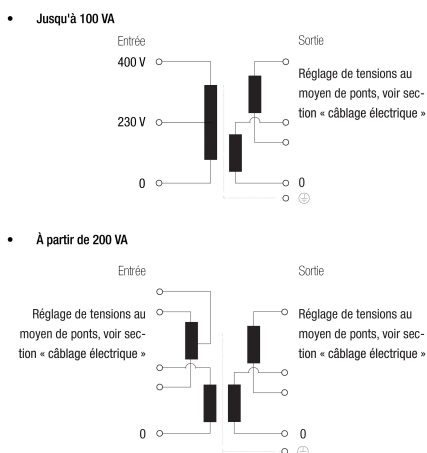 • Jusqu'à 100 VA
Entrée
Sortie
400 V
Réglage de tensions au
moyen de ponts, voir sec-
tion « câblage électrique »
230 V
0
0
• À partir de 200 VA
Entrée
Sortie
Réglage de tensions au
moyen de ponts, voir sec-
tion « câblage électrique »
Réglage de tensions au
moyen de ponts, voir sec-
tion « câblage électrique »
0
0